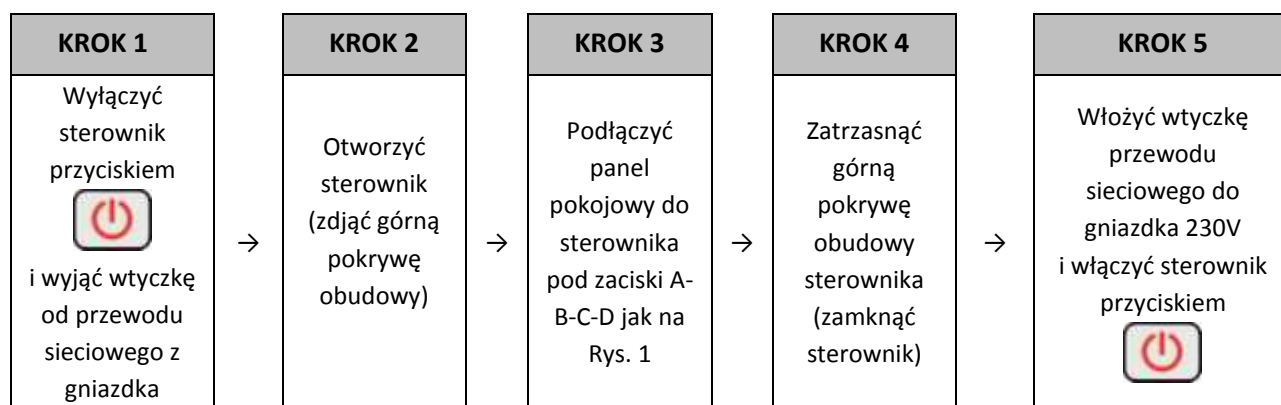 KROK 1
Wyłączyć
sterownik
przyciskiem
i wyjąć wtyczkę
od przewodu
sieciowego z
gniazdka
→
KROK 2
Otworzyć
sterownik
(zdjąć górną
pokrywę
obudowy)
→
KROK 3
Podłączyć
panel
pokojowy do
sterownika
pod zaciski A-
B-C-D jak na
Rys. 1
→
KROK 4
Zatrzasnąć
górną
pokrywę
obudowy
sterownika
(zamknąć
sterownik)
→
KROK 5
Włożyć wtyczkę
przewodu
sieciowego do
gniazdka 230V
i włączyć sterownik
przyciskiem